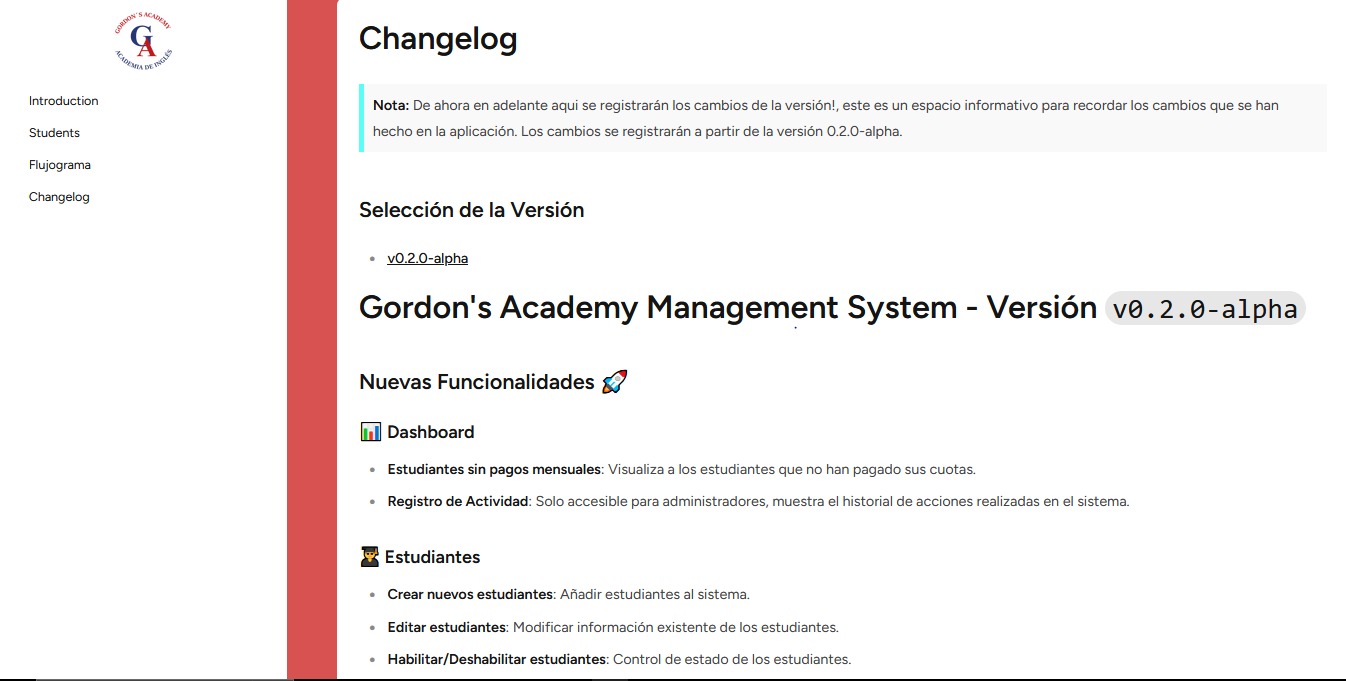 GORDON'S ACADEMY
GA
ACADEMIA DE INGLÉS
Introduction
Students
Flujograma
Changelog
Changelog
Nota: De ahora en adelante aqui se registrarán los cambios de la versión!, este es un espacio informativo para recordar los cambios que se han
hecho en la aplicación. Los cambios se registrarán a partir de la versión 0.2.0-alpha.
Selección de la Versión
v0.2.0-alpha
Gordon's Academy Management System - Versión v0.2.0-alpha
Nuevas Funcionalidades 🚀
📊 Dashboard
Estudiantes sin pagos mensuales: Visualiza a los estudiantes que no han pagado sus cuotas.
Registro de Actividad: Solo accesible para administradores, muestra el historial de acciones realizadas en el sistema.
👨‍🎓 Estudiantes
Crear nuevos estudiantes: Añadir estudiantes al sistema.
Editar estudiantes: Modificar información existente de los estudiantes.
Habilitar/Deshabilitar estudiantes: Control de estado de los estudiantes.